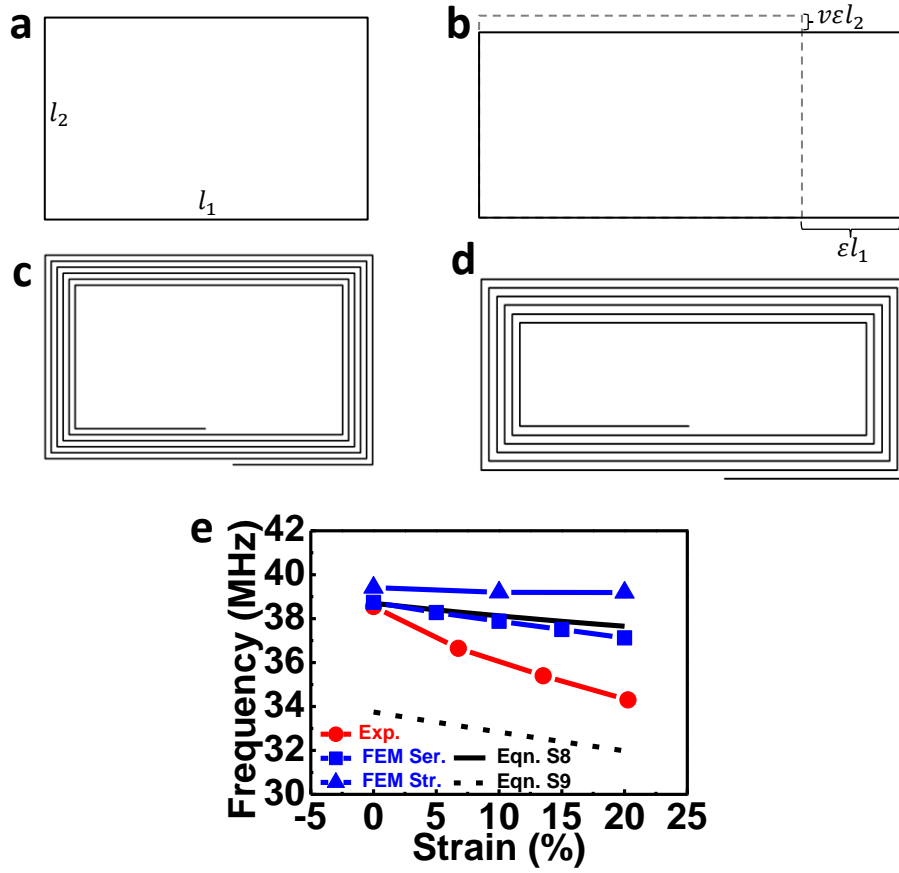 a
b
vεl₂
l₂
l₁
εl₁
c
d
e
Frequency (MHz)
42
40
38
36
34
32
30
Exp.
FEM Ser.
Eqn. S8
FEM Str.
Eqn. S9
-5 0 5 10 15 20 25
Strain (%)